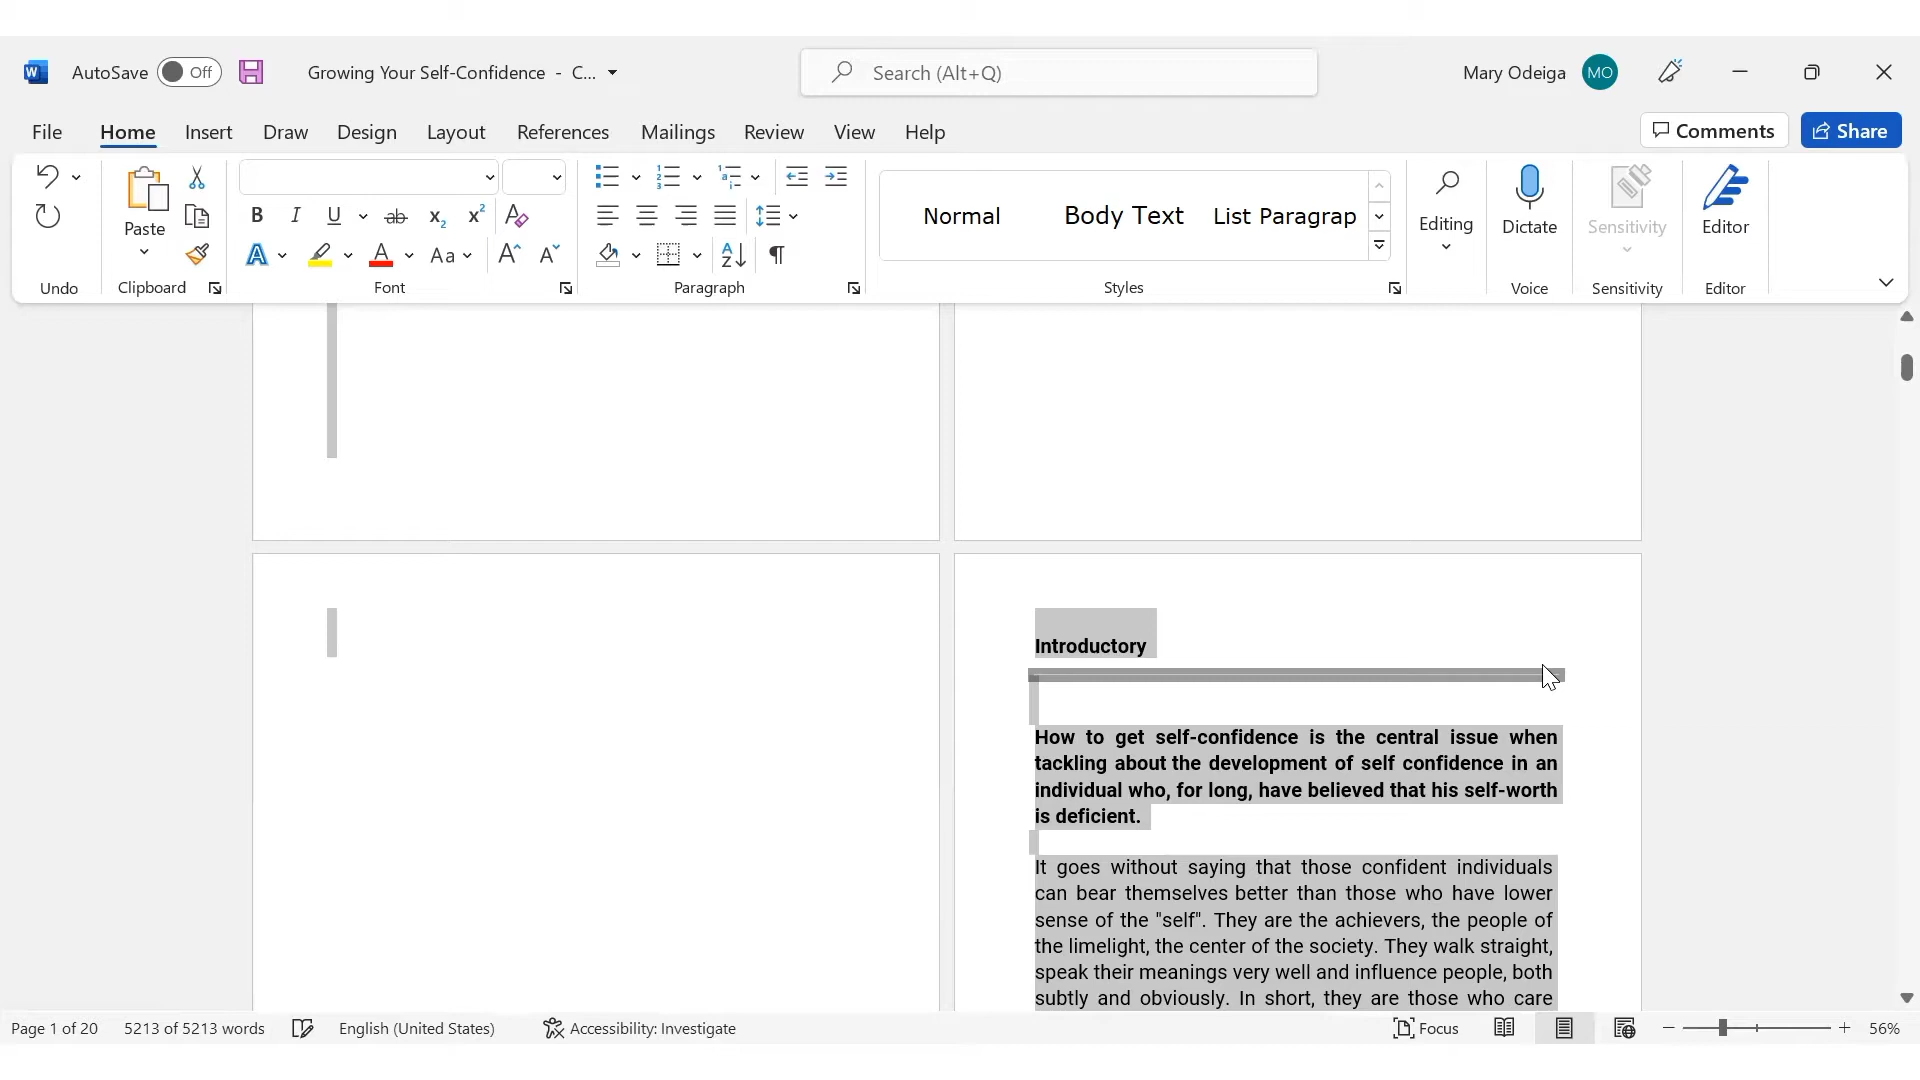 AutoSave Off Growing Your Self-Confidence - C... Search (Alt+Q) Mary Odeiga MO
File Home Insert Draw Design Layout References Mailings Review View Help Comments Share
Paste
Normal Body Text List Paragrap
Editing Dictate Sensitivity Editor
Undo Clipboard Font Paragraph Styles Voice Sensitivity Editor
Introductory
How to get self-confidence is the central issue when
tackling about the development of self confidence in an
individual who, for long, have believed that his self-worth
is deficient.
It goes without saying that those confident individuals
can bear themselves better than those who have lower
sense of the "self". They are the achievers, the people of
the limelight, the center of the society. They walk straight,
speak their meanings very well and influence people, both
subtly and obviously. In short, they are those who care
Page 1 of 20 5213 of 5213 words English (United States) Accessibility: Investigate Focus 56%